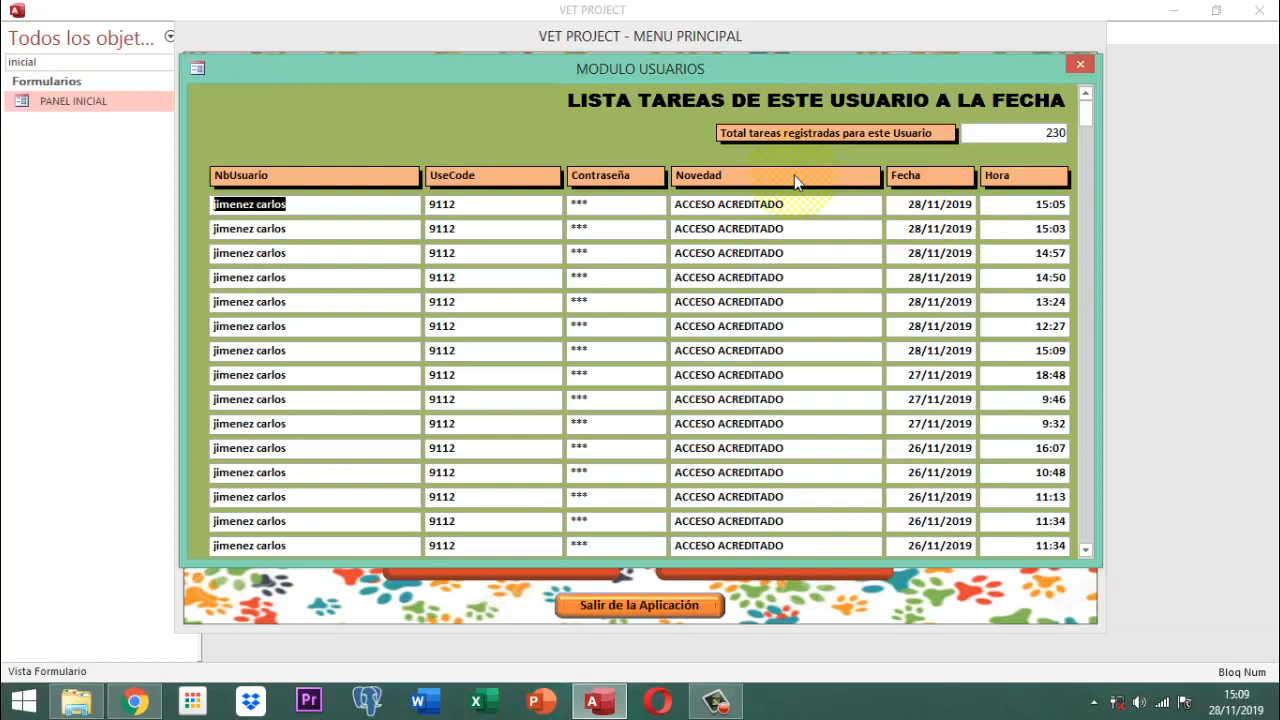 VET PROJECT
Todos los objet...
inicial
Formularios
PANEL INICIAL
VET PROJECT - MENU PRINCIPAL
MODULO USUARIOS
LISTA TAREAS DE ESTE USUARIO A LA FECHA
Total tareas registradas para este Usuario 230
NbUsuario UseCode Contraseña Novedad Fecha Hora
jimenez carlos 9112 *** ACCESO ACREDITADO 28/11/2019 15:05
jimenez carlos 9112 *** ACCESO ACREDITADO 28/11/2019 15:03
jimenez carlos 9112 *** ACCESO ACREDITADO 28/11/2019 14:57
jimenez carlos 9112 *** ACCESO ACREDITADO 28/11/2019 14:50
jimenez carlos 9112 *** ACCESO ACREDITADO 28/11/2019 13:24
jimenez carlos 9112 *** ACCESO ACREDITADO 28/11/2019 12:27
jimenez carlos 9112 *** ACCESO ACREDITADO 28/11/2019 15:09
jimenez carlos 9112 *** ACCESO ACREDITADO 27/11/2019 18:48
jimenez carlos 9112 *** ACCESO ACREDITADO 27/11/2019 9:46
jimenez carlos 9112 *** ACCESO ACREDITADO 27/11/2019 9:32
jimenez carlos 9112 *** ACCESO ACREDITADO 26/11/2019 16:07
jimenez carlos 9112 *** ACCESO ACREDITADO 26/11/2019 10:48
jimenez carlos 9112 *** ACCESO ACREDITADO 26/11/2019 11:13
jimenez carlos 9112 *** ACCESO ACREDITADO 26/11/2019 11:34
jimenez carlos 9112 *** ACCESO ACREDITADO 26/11/2019 11:34
Salir de la Aplicación
Vista Formulario
Bloq Num
15:09
28/11/2019